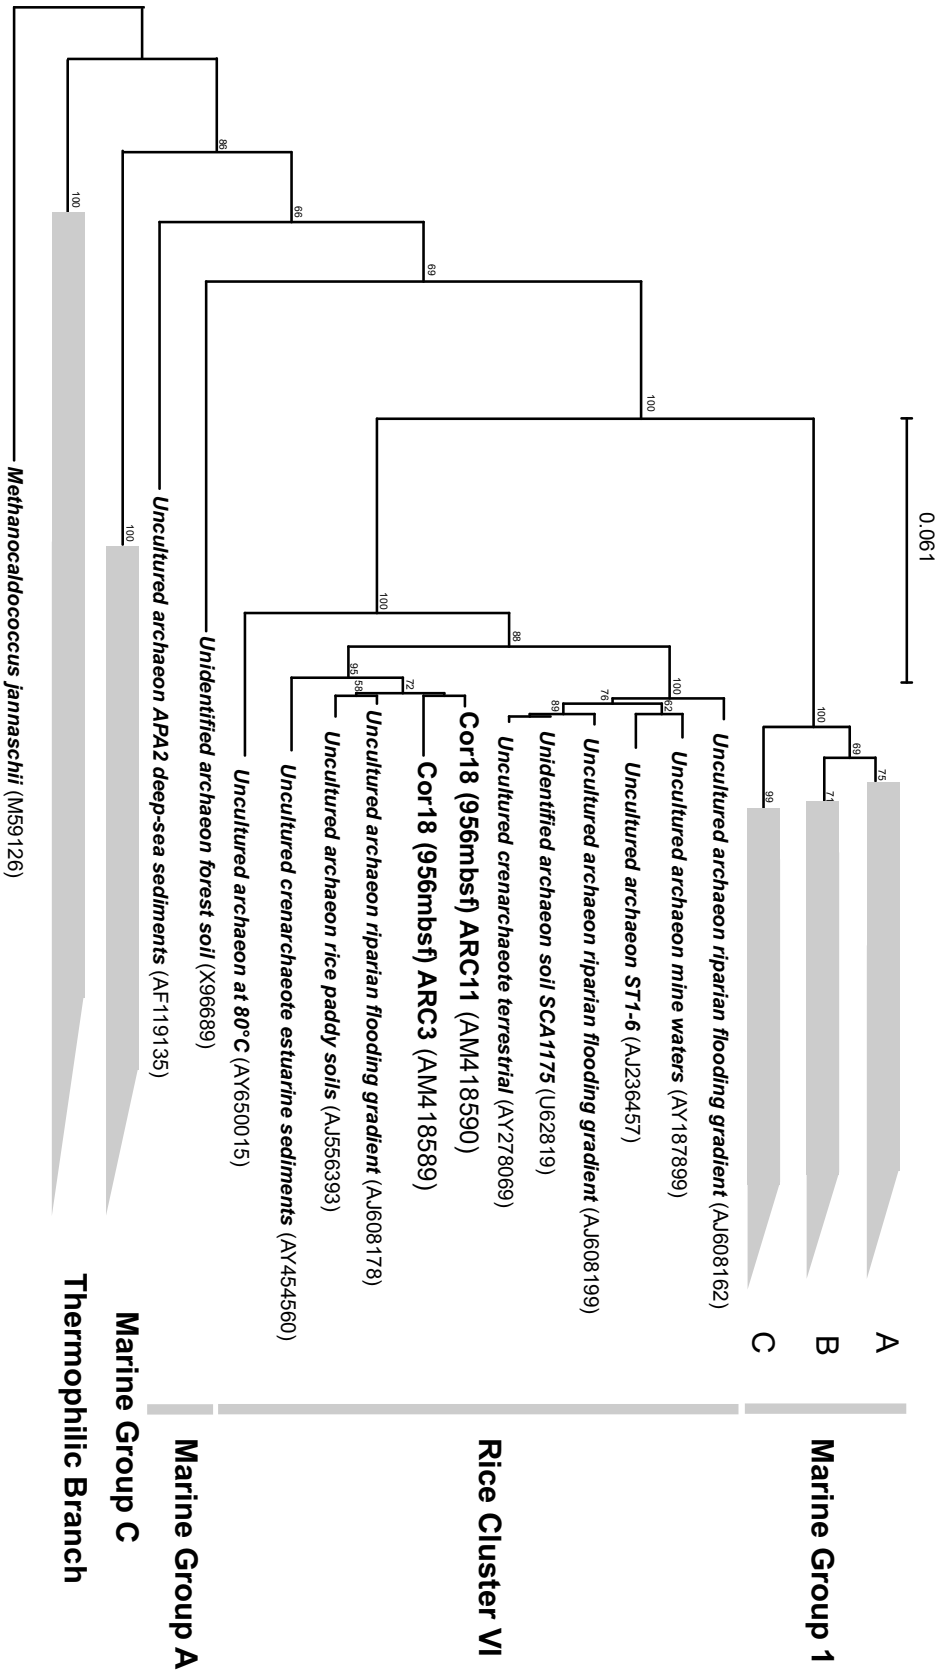 0.061
75
A
69
71
B
100
99
C
Marine Group 1
100
Uncultured archaeon riparian flooding gradient (AJ608162)
100
Uncultured archaeon mine waters (AY187899)
62
Uncultured archaeon ST1-6 (AJ236457)
76
Uncultured archaeon riparian flooding gradient (AJ608199)
89
Unidentified archaeon soil SCA1175 (U62819)
Uncultured crenarchaeote terrestrial (AY278069)
88
Cor18 (956mbsf) ARC11 (AM418590)
Cor18 (956mbsf) ARC3 (AM418589)
72
Uncultured archaeon riparian flooding gradient (AJ608178)
58
Uncultured archaeon rice paddy soils (AJ556393)
95
Uncultured crenarchaeote estuarine sediments (AY454560)
100
Uncultured archaeon at 80°C (AY650015)
Rice Cluster VI
69
Unidentified archaeon forest soil (X96689)
66
Uncultured archaeon APA2 deep-sea sediments (AF119135)
Marine Group A
86
100
Marine Group C
100
Thermophilic Branch
Methanocaldococcus jannaschii (M59126)